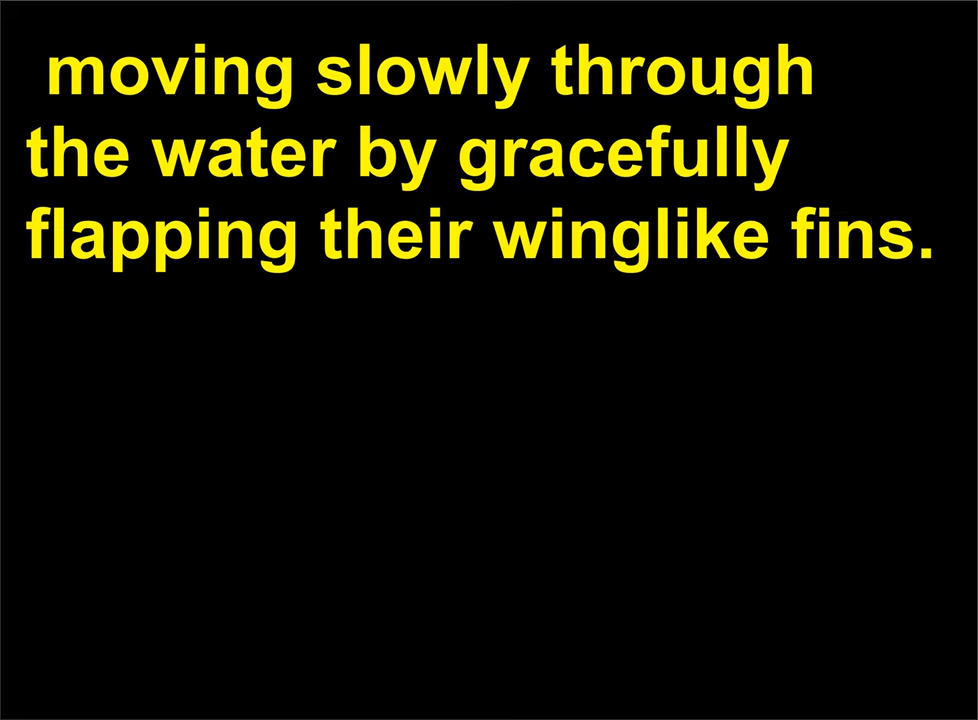 moving slowly through
the water by gracefully
flapping their winglike fins.